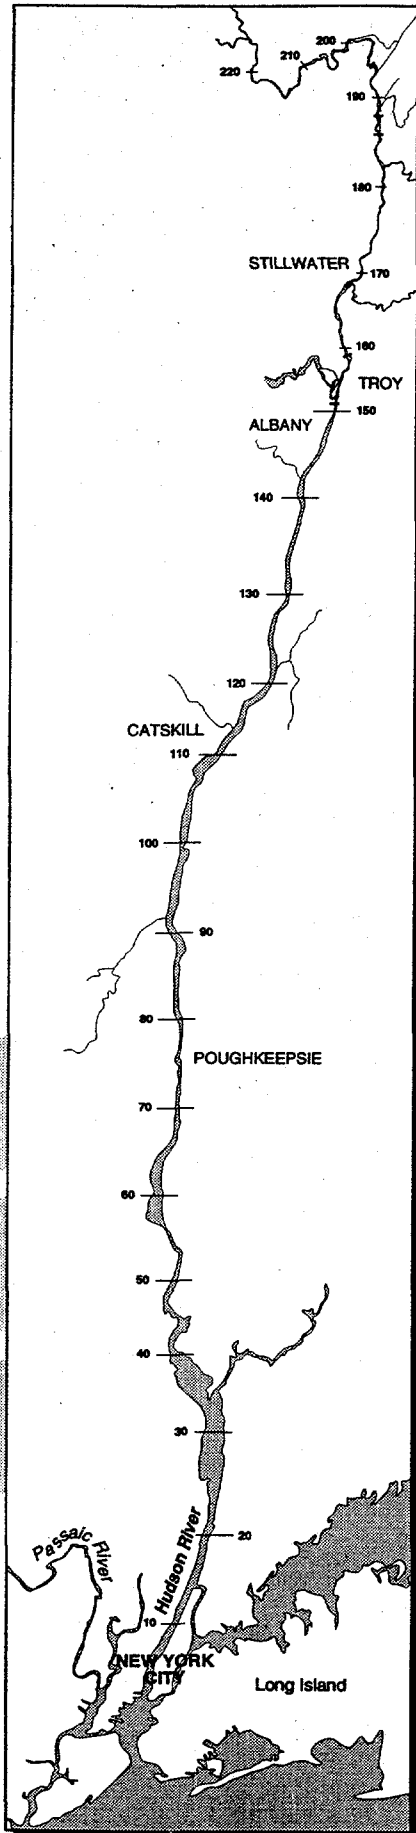 200
210
220
190
180
STILLWATER
170
160
TROY
150
ALBANY
140
130
120
CATSKILL
110
100
90
80
POUGHKEEPSIE
70
60
50
40
30
20
Hudson River
Passaic River
10
NEW YORK
CITY
Long Island